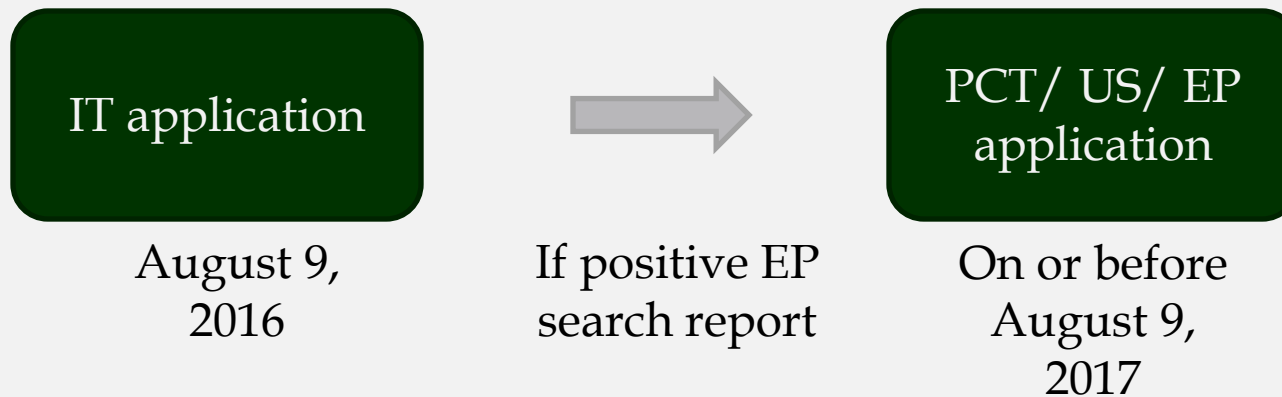 IT application
August 9,
2016
If positive EP
search report
PCT/ US/ EP
application
On or before
August 9,
2017